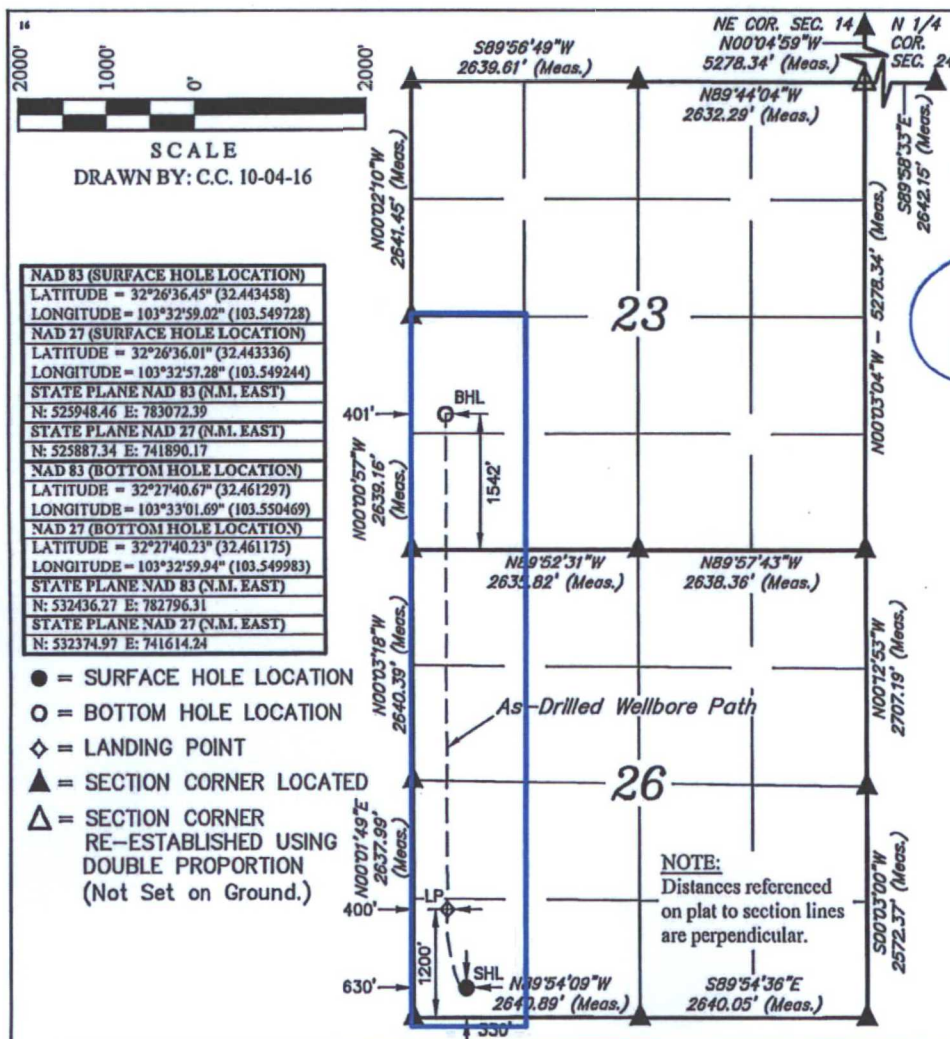 16
2000'
1000'
0'
2000'
SCALE
DRAWN BY: C.C. 10-04-16
NE COR. SEC. 14
N00°04'59"W
5278.34' (Meas.)
N 1/4
COR.
SEC. 24
S89°56'49"W
2639.61' (Meas.)
N89°44'04"W
2632.29' (Meas.)
S89°58'33"E
2642.15' (Meas.)
N00°02'10"W
2641.45' (Meas.)
N00°03'04"W - 5278.34' (Meas.)
23
NAD 83 (SURFACE HOLE LOCATION)
LATITUDE = 32°26'36.45" (32.443458)
LONGITUDE = 103°32'59.02" (103.549728)
NAD 27 (SURFACE HOLE LOCATION)
LATITUDE = 32°26'36.01" (32.443336)
LONGITUDE = 103°32'57.28" (103.549244)
STATE PLANE NAD 83 (N.M. EAST)
N: 525948.46 E: 783072.39
STATE PLANE NAD 27 (N.M. EAST)
N: 525887.34 E: 741890.17
NAD 83 (BOTTOM HOLE LOCATION)
LATITUDE = 32°27'40.67" (32.461297)
LONGITUDE = 103°33'01.69" (103.550469)
NAD 27 (BOTTOM HOLE LOCATION)
LATITUDE = 32°27'40.23" (32.461175)
LONGITUDE = 103°32'59.94" (103.549983)
STATE PLANE NAD 83 (N.M. EAST)
N: 532436.27 E: 782796.31
STATE PLANE NAD 27 (N.M. EAST)
N: 532374.97 E: 741614.24
BHL
401'
1542'
N00°00'57"W
2639.16'
(Meas.)
N89°52'31"W
2635.82' (Meas.)
N89°57'43"W
2638.36' (Meas.)
N00°03'18"W
2640.39' (Meas.)
N00°12'53"W
2707.19' (Meas.)
As-Drilled Wellbore Path
26
= SURFACE HOLE LOCATION
= BOTTOM HOLE LOCATION
= LANDING POINT
= SECTION CORNER LOCATED
= SECTION CORNER
RE-ESTABLISHED USING
DOUBLE PROPORTION
(Not Set on Ground.)
N00°01'49"E
2637.99'
(Meas.)
NOTE:
Distances referenced
on plat to section lines
are perpendicular.
S00°03'00"W
2572.37' (Meas.)
LP
400'
1200'
SHL
630'
N89°54'09"W
2640.89' (Meas.)
S89°54'36"E
2640.05' (Meas.)
330'